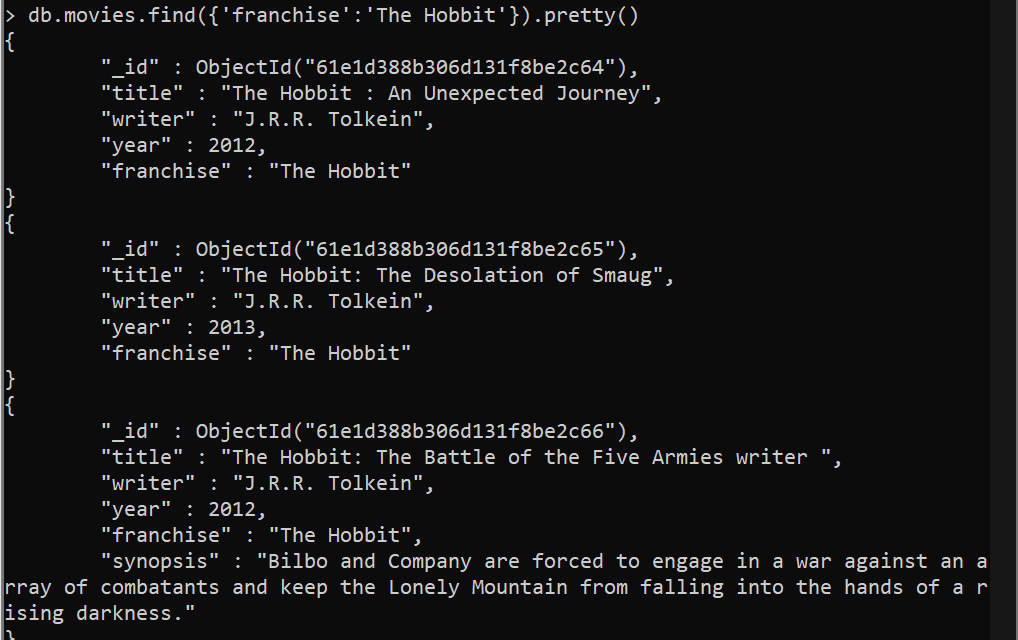 > db.movies.find({'franchise':'The Hobbit'}).pretty()
{
        "_id" : ObjectId("61e1d388b306d131f8be2c64"),
        "title" : "The Hobbit : An Unexpected Journey",
        "writer" : "J.R.R. Tolkein",
        "year" : 2012,
        "franchise" : "The Hobbit"
}
{
        "_id" : ObjectId("61e1d388b306d131f8be2c65"),
        "title" : "The Hobbit: The Desolation of Smaug",
        "writer" : "J.R.R. Tolkein",
        "year" : 2013,
        "franchise" : "The Hobbit"
}
{
        "_id" : ObjectId("61e1d388b306d131f8be2c66"),
        "title" : "The Hobbit: The Battle of the Five Armies writer ",
        "writer" : "J.R.R. Tolkein",
        "year" : 2012,
        "franchise" : "The Hobbit",
        "synopsis" : "Bilbo and Company are forced to engage in a war against an a
rray of combatants and keep the Lonely Mountain from falling into the hands of a r
ising darkness."
}